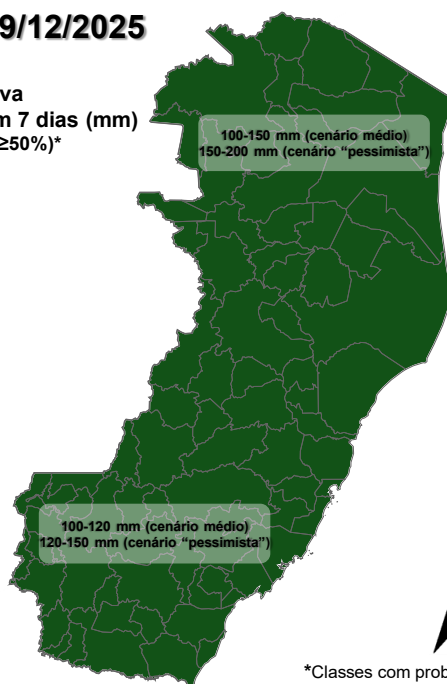 9/12/2025
va
m 7 dias (mm)
≥50%)*
100-150 mm (cenário médio)
150-200 mm (cenário “pessimista”)
100-120 mm (cenário médio)
120-150 mm (cenário “pessimista”)
*Classes com prob